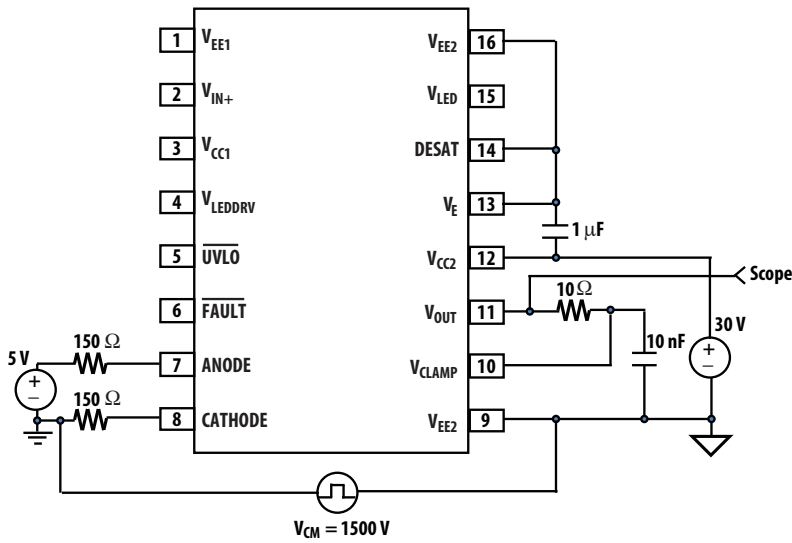 1 VEE1
2 VIN+
3 VCC1
4 VLEDDRV
5 UVLO
6 FAULT
7 ANODE
8 CATHODE
VEE2 16
VLED 15
DESAT 14
VE 13
VCC2 12
VOUT 11
VCLAMP 10
VEE2 9
5 V
+
–
150 Ω
150 Ω
1 μF
Scope
10 Ω
10 nF
30 V
+
–
VCM = 1500 V